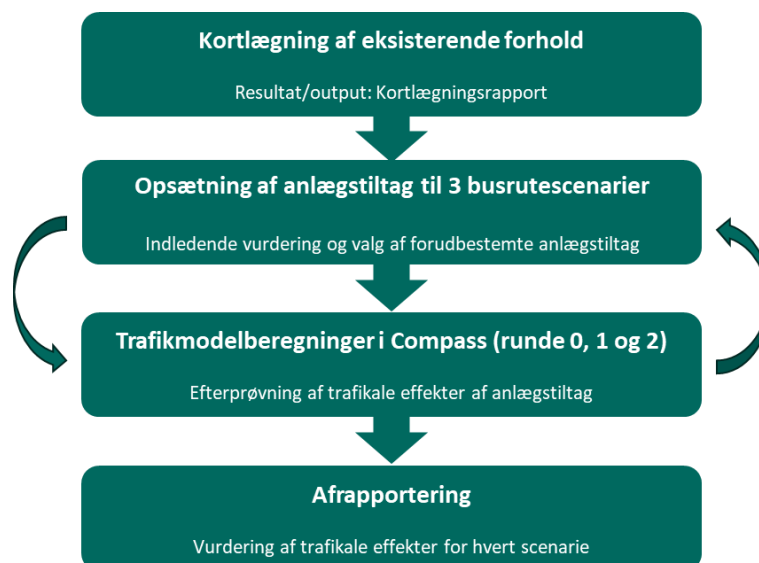 Kortlægning af eksisterende forhold
Resultat/output: Kortlægningsrapport
Opsætning af anlægstiltag til 3 busrutescenarier
Indledende vurdering og valg af forudbestemte anlægstiltag
Trafikmodelberegninger i Compass (runde 0, 1 og 2)
Efterprøvning af trafikale effekter af anlægstiltag
Afrapportering
Vurdering af trafikale effekter for hvert scenarie